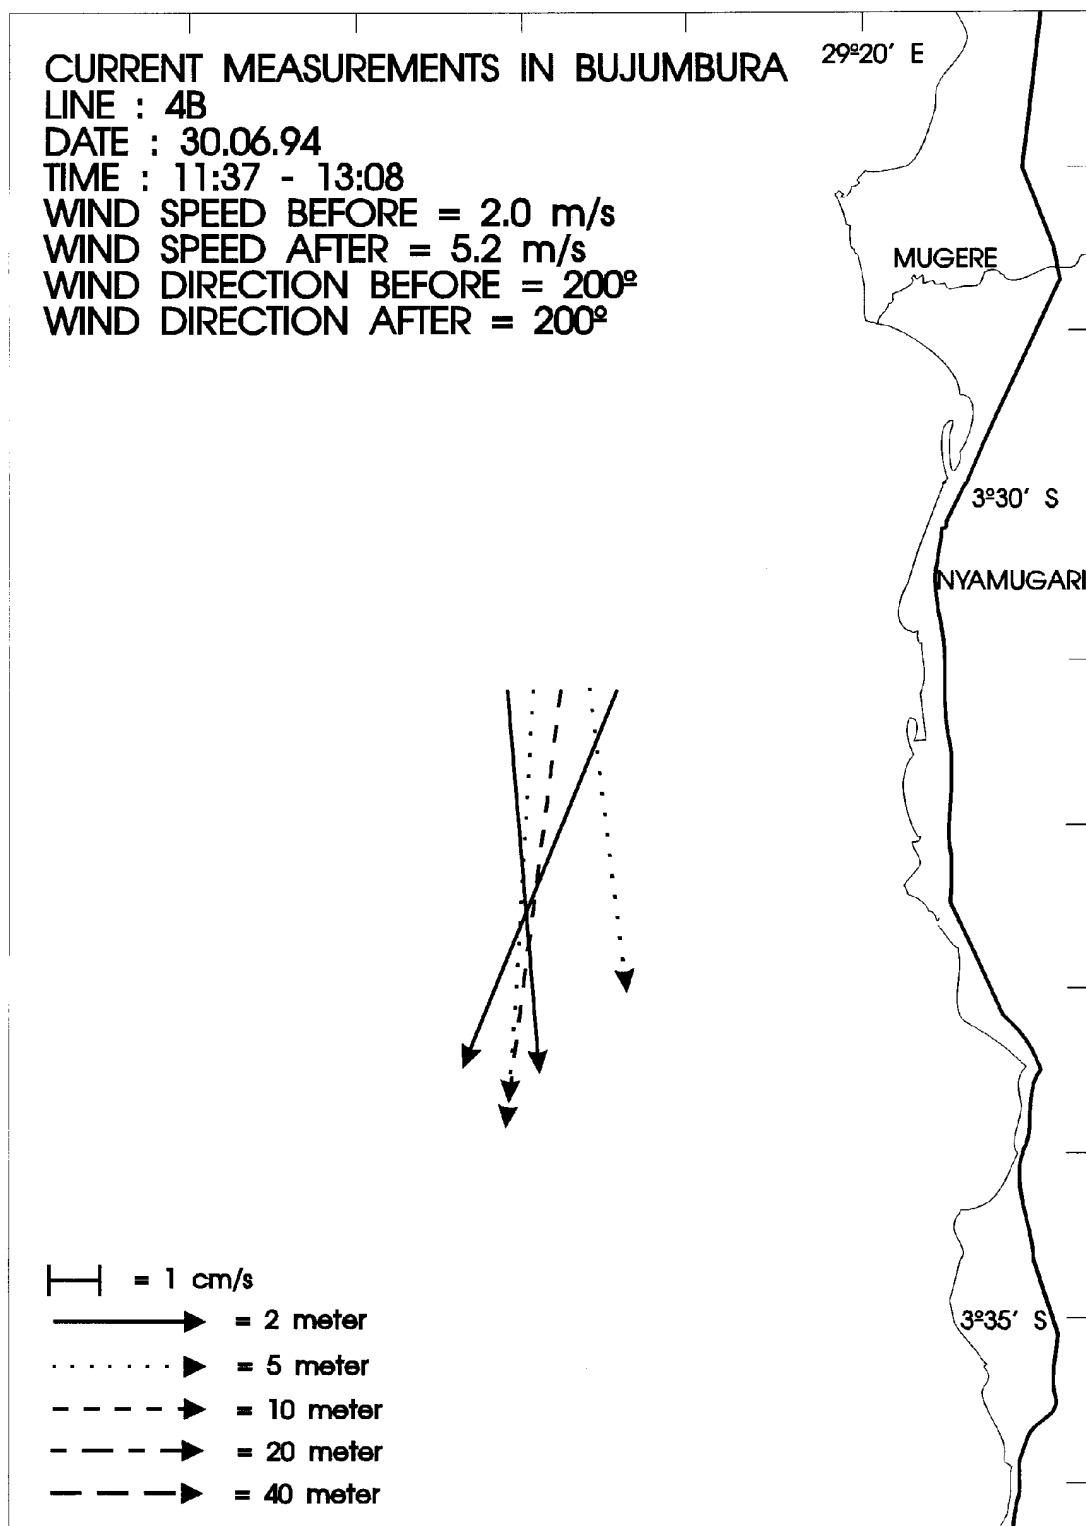 CURRENT MEASUREMENTS IN BUJUMBURA
LINE : 4B
DATE : 30.06.94
TIME : 11:37 - 13:08
WIND SPEED BEFORE = 2.0 m/s
WIND SPEED AFTER = 5.2 m/s
WIND DIRECTION BEFORE = 200º
WIND DIRECTION AFTER = 200º
29º20' E
MUGERE
3º30' S
NYAMUGARI
3º35' S
= 1 cm/s
= 2 meter
= 5 meter
= 10 meter
= 20 meter
= 40 meter